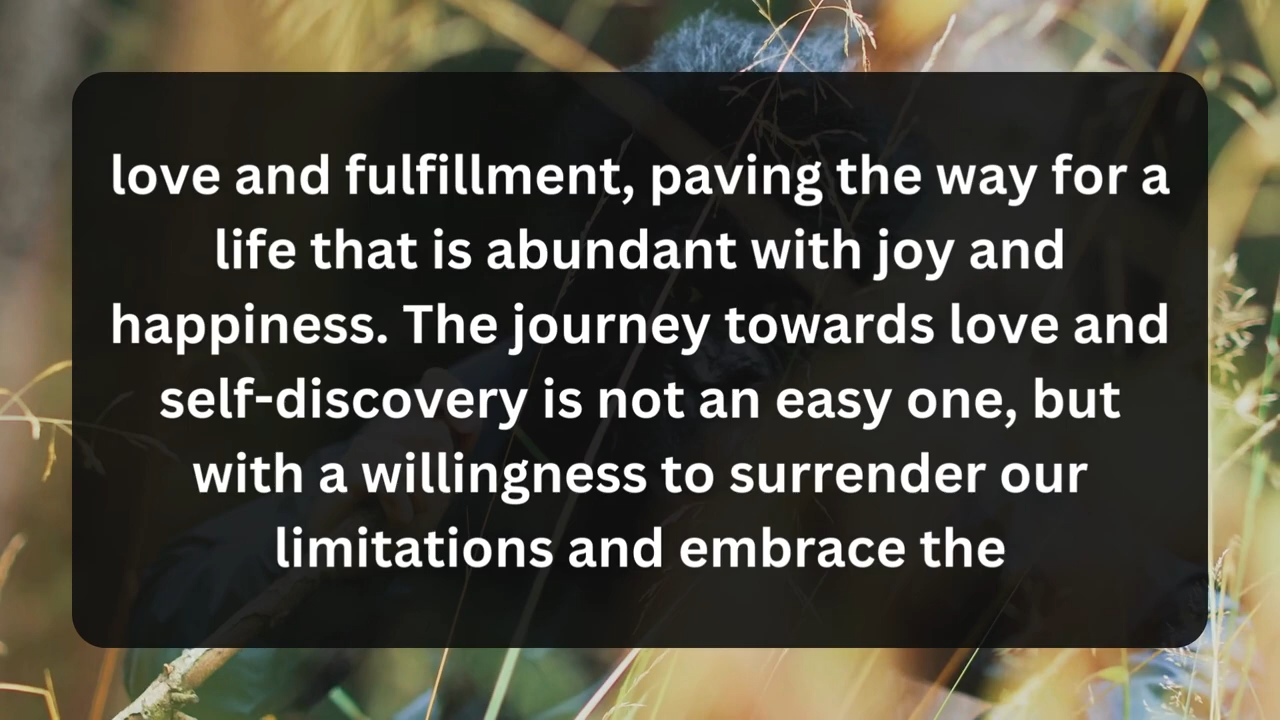 love and fulfillment, paving the way for a
life that is abundant with joy and
happiness. The journey towards love and
self-discovery is not an easy one, but
with a willingness to surrender our
limitations and embrace the